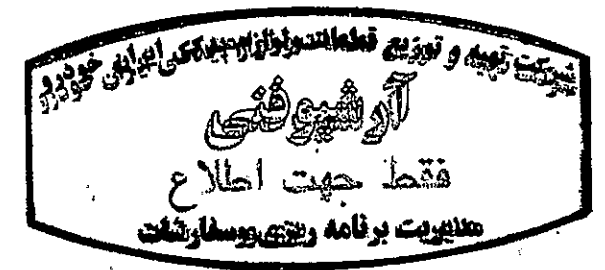 شرکت تهیه و توزیع قطعات و لوازم یدکی ایران خودرو
آرشیو فنی
فقط جهت اطلاع
مدیریت برنامه ریزی و سفارشات